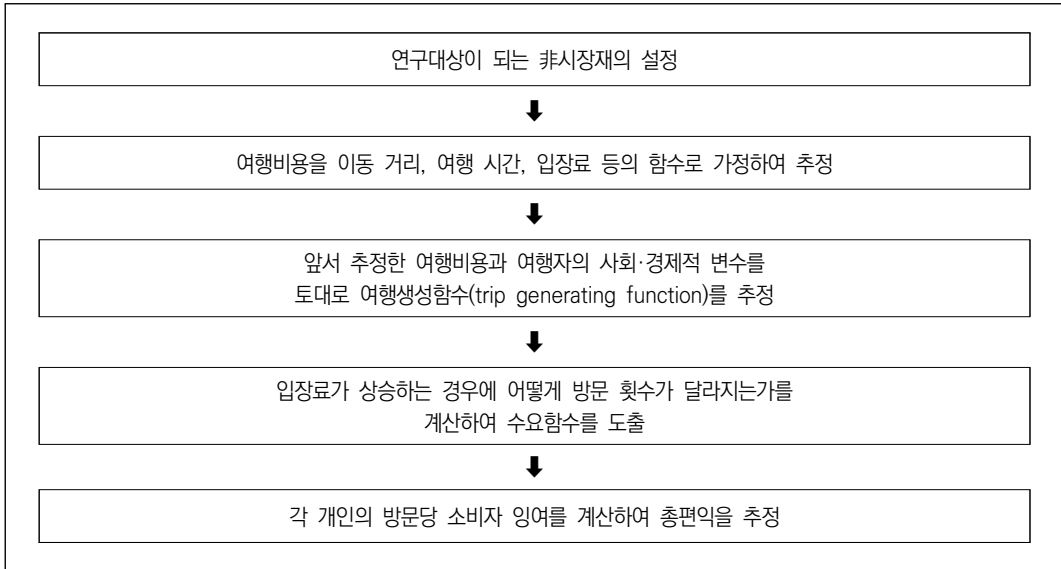 연구대상이 되는 非시장재의 설정
여행비용을 이동 거리, 여행 시간, 입장료 등의 함수로 가정하여 추정
앞서 추정한 여행비용과 여행자의 사회·경제적 변수를
토대로 여행생성함수(trip generating function)를 추정
입장료가 상승하는 경우에 어떻게 방문 횟수가 달라지는가를
계산하여 수요함수를 도출
각 개인의 방문당 소비자 잉여를 계산하여 총편익을 추정